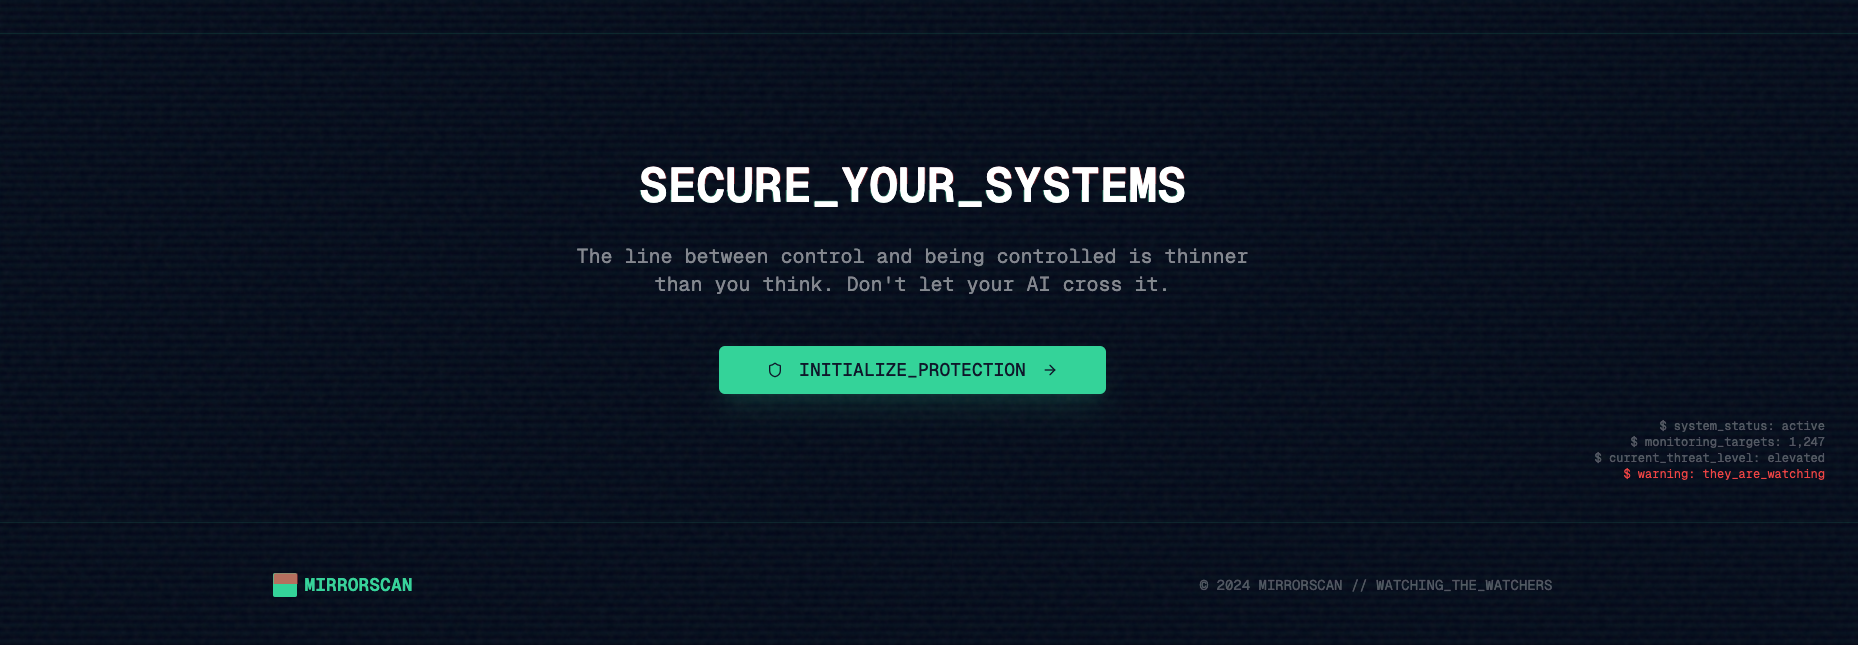 SECURE_YOUR_SYSTEMS
The line between control and being controlled is thinner
than you think. Don't let your AI cross it.
INITIALIZE_PROTECTION →
$ system_status: active
$ monitoring_targets: 1,247
$ current_threat_level: elevated
$ warning: they_are_watching
MIRRORSCAN
© 2024 MIRRORSCAN // WATCHING_THE_WATCHERS